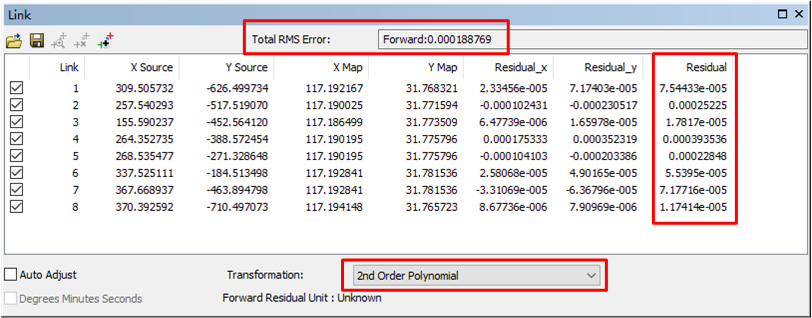 Link
Total RMS Error: Forward:0.000188769
Link X Source Y Source X Map Y Map Residual_x Residual_y Residual
1 309.505732 -626.499734 117.192167 31.768321 2.33456e-005 7.17403e-005 7.54433e-005
2 257.540293 -517.519070 117.190025 31.771594 -0.000102431 -0.000230517 0.00025225
3 155.590237 -452.564120 117.186499 31.773509 6.47739e-006 1.65978e-005 1.7817e-005
4 264.352735 -388.572454 117.190195 31.775796 0.000175333 0.000352319 0.000393536
5 268.535477 -271.328648 117.190195 31.775296 -0.000104103 -0.000203386 0.00022848
6 337.525111 -184.513498 117.192841 31.781536 2.58068e-005 4.90165e-005 5.5395e-005
7 367.668937 -463.894798 117.192841 31.781536 -3.31069e-005 -6.36796e-005 7.17716e-005
8 370.392592 -710.497073 117.194148 31.765723 8.67736e-006 7.90969e-006 1.17414e-005
Auto Adjust Transformation: 2nd Order Polynomial
Degrees Minutes Seconds Forward Residual Unit : Unknown